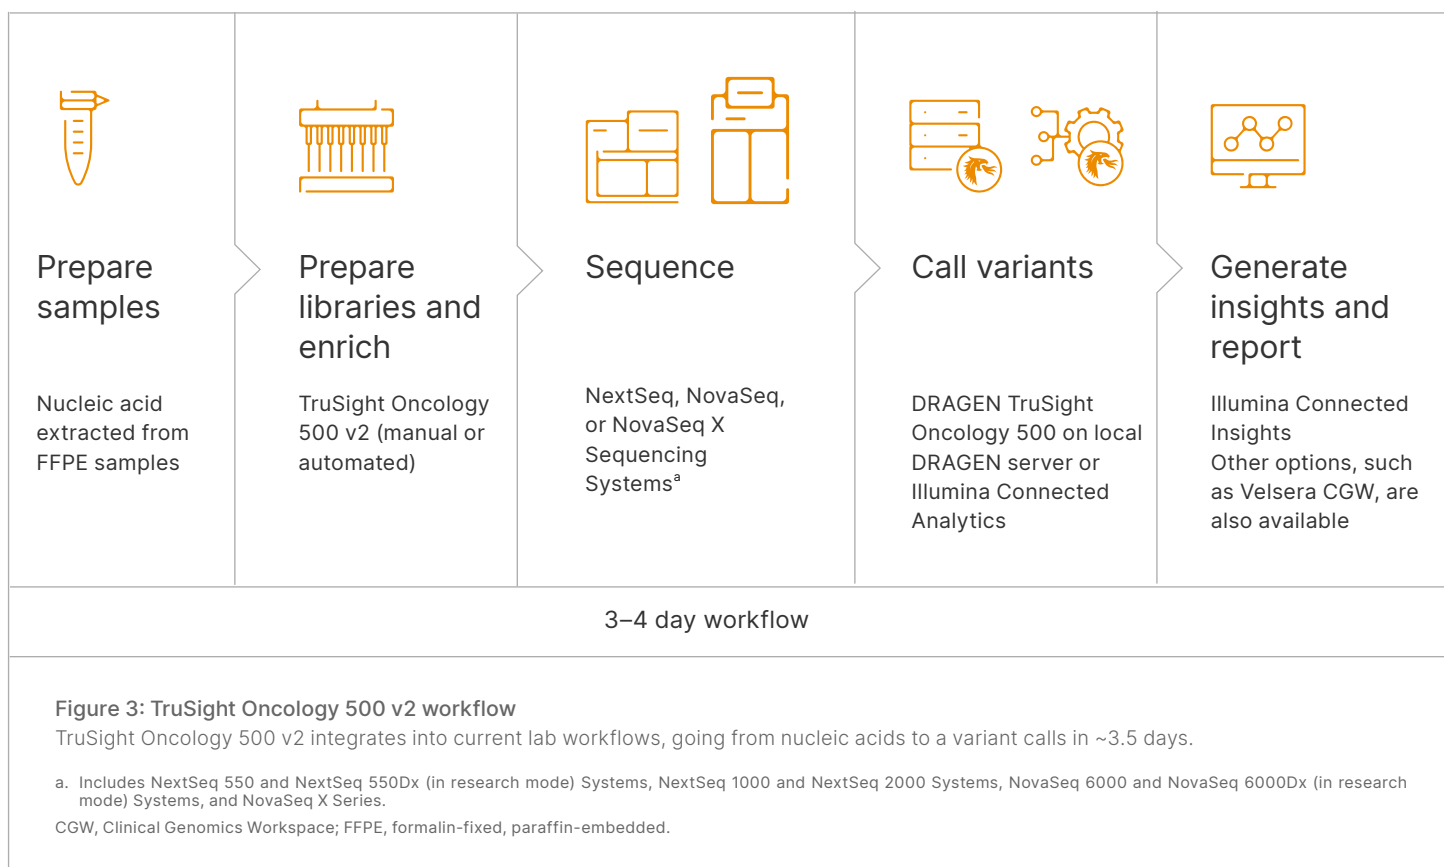 Prepare
samples
Nucleic acid
extracted from
FFPE samples
Prepare
libraries and
enrich
TruSight Oncology
500 v2 (manual or
automated)
Sequence
NextSeq, NovaSeq,
or NovaSeq X
Sequencing
Systemsᵃ
Call variants
DRAGEN TruSight
Oncology 500 on local
DRAGEN server or
Illumina Connected
Analytics
Generate
insights and
report
Illumina Connected
Insights
Other options, such
as Velsera CGW, are
also available
3–4 day workflow
Figure 3: TruSight Oncology 500 v2 workflow
TruSight Oncology 500 v2 integrates into current lab workflows, going from nucleic acids to a variant calls in ~3.5 days.
a. Includes NextSeq 550 and NextSeq 550Dx (in research mode) Systems, NextSeq 1000 and NextSeq 2000 Systems, NovaSeq 6000 and NovaSeq 6000Dx (in research
mode) Systems, and NovaSeq X Series.
CGW, Clinical Genomics Workspace; FFPE, formalin-fixed, paraffin-embedded.